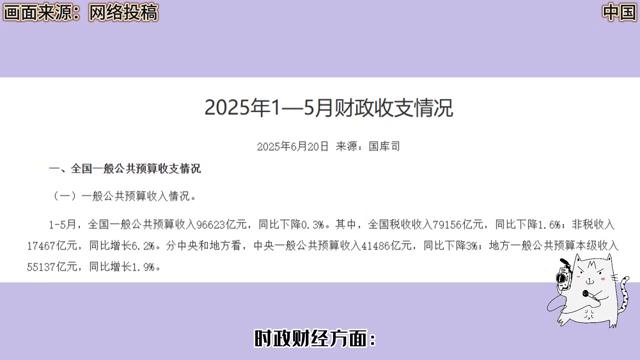 画面来源：网络投稿
中国
2025年1—5月财政收支情况
2025年6月20日 来源：国库司
一、全国一般公共预算收支情况
（一）一般公共预算收入情况。
1-5月，全国一般公共预算收入96623亿元，同比下降0.3%。其中，全国税收收入79156亿元，同比下降1.6%；非税收入
17467亿元，同比增长6.2%。分中央和地方看，中央一般公共预算收入41486亿元，同比下降3%；地方一般公共预算本级收入
55137亿元，同比增长1.9%。
时政财经方面：